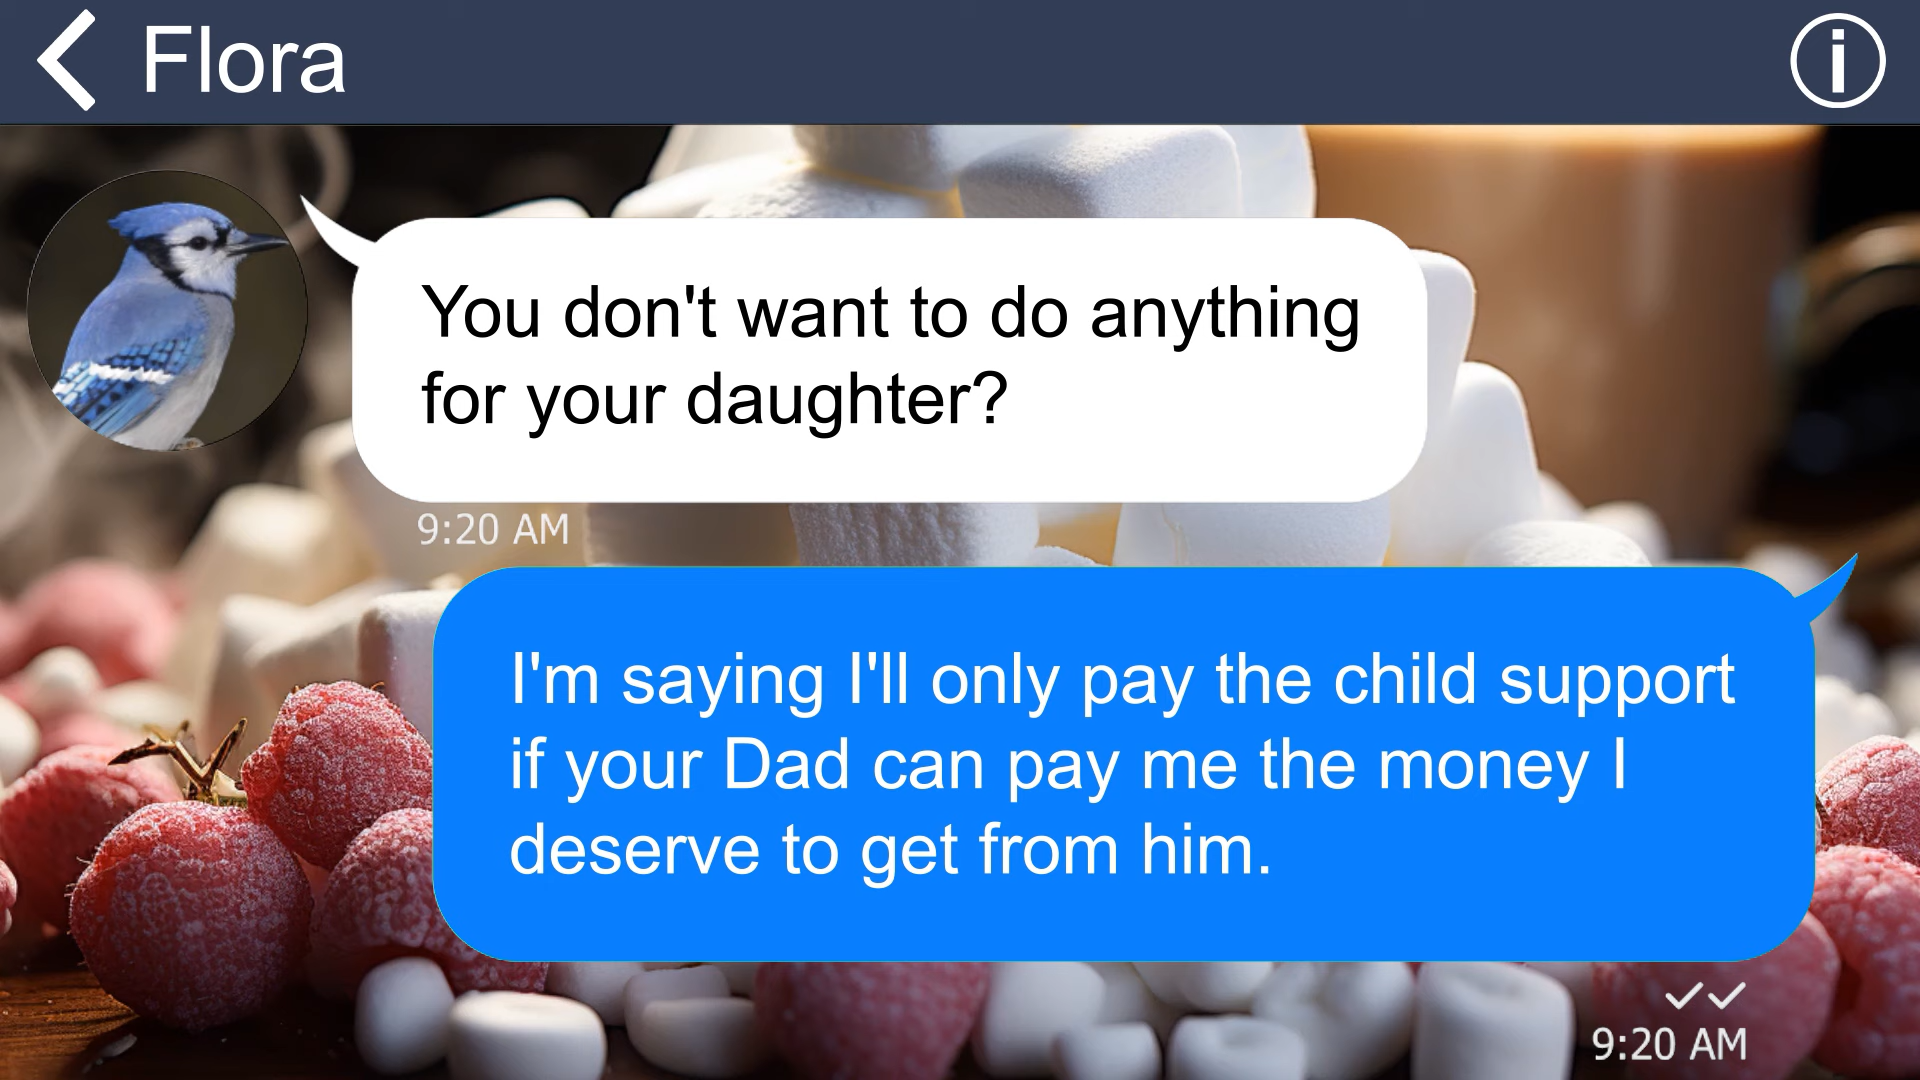 Flora
You don't want to do anything
for your daughter?
9:20 AM
I'm saying I'll only pay the child support
if your Dad can pay me the money I
deserve to get from him.
9:20 AM